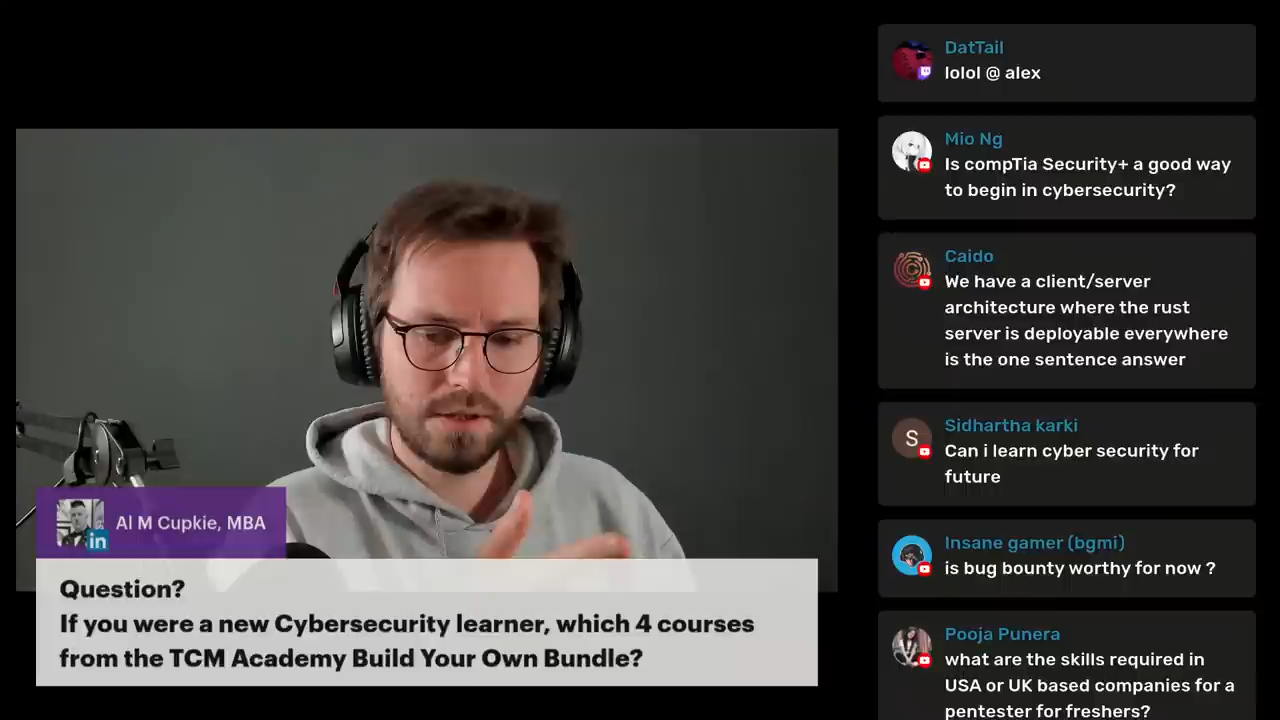 DatTail
lolol @ alex
Mio Ng
Is compTia Security+ a good way
to begin in cybersecurity?
Caido
We have a client/server
architecture where the rust
server is deployable everywhere
is the one sentence answer
S
Sidhartha karki
Can i learn cyber security for
future
Insane gamer (bgmi)
is bug bounty worthy for now ?
Pooja Punera
what are the skills required in
USA or UK based companies for a
pentester for freshers?
in
Al M Cupkie, MBA
Question?
If you were a new Cybersecurity learner, which 4 courses
from the TCM Academy Build Your Own Bundle?